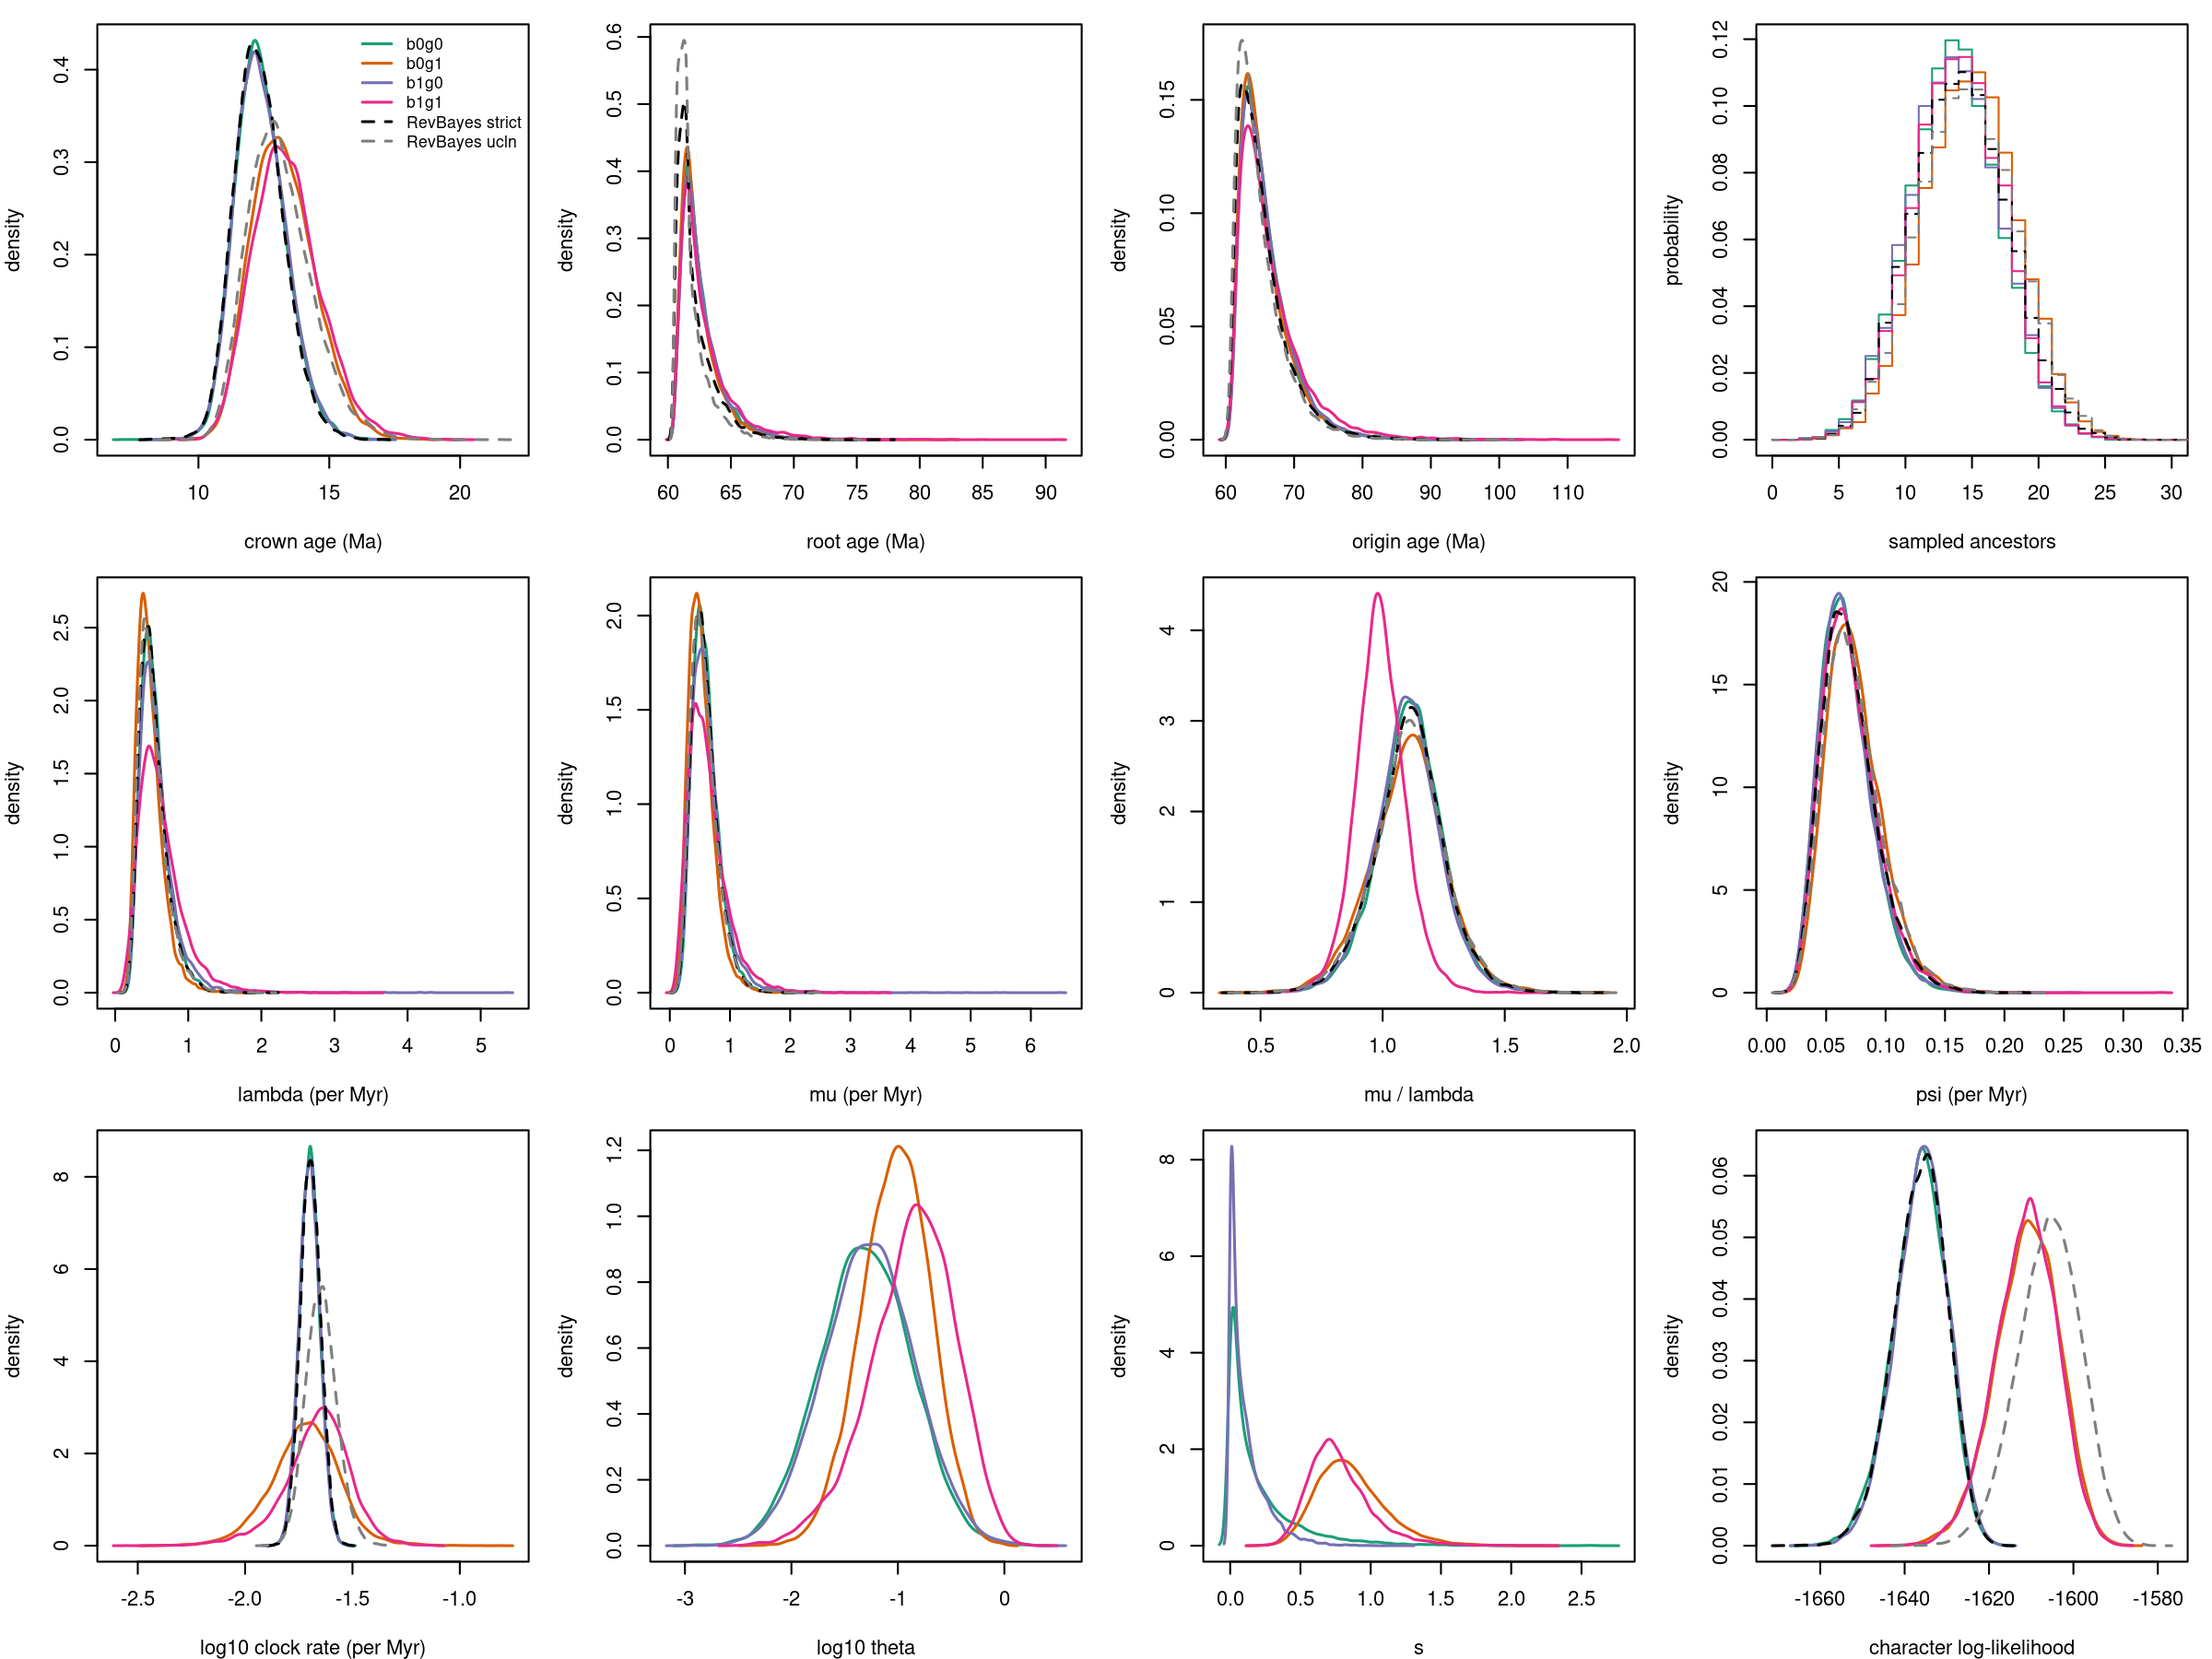 density
0.0 0.1 0.2 0.3 0.4
b0g0
b0g1
b1g0
b1g1
RevBayes strict
RevBayes ucln
10 15 20
crown age (Ma)
density
0.0 0.1 0.2 0.3 0.4 0.5 0.6
60 65 70 75 80 85 90
root age (Ma)
density
0.00 0.05 0.10 0.15
60 70 80 90 100 110
origin age (Ma)
probability
0.00 0.02 0.04 0.06 0.08 0.10 0.12
0 5 10 15 20 25 30
sampled ancestors
density
0.0 0.5 1.0 1.5 2.0 2.5
0 1 2 3 4 5
lambda (per Myr)
density
0.0 0.5 1.0 1.5 2.0
0 1 2 3 4 5 6
mu (per Myr)
density
0 1 2 3 4
0.5 1.0 1.5 2.0
mu / lambda
density
0 5 10 15 20
0.00 0.05 0.10 0.15 0.20 0.25 0.30 0.35
psi (per Myr)
density
0 2 4 6 8
-2.5 -2.0 -1.5 -1.0
log10 clock rate (per Myr)
density
0.0 0.2 0.4 0.6 0.8 1.0 1.2
-3 -2 -1 0
log10 theta
density
0 2 4 6 8
0.0 0.5 1.0 1.5 2.0 2.5
s
density
0.00 0.01 0.02 0.03 0.04 0.05 0.06
-1660 -1640 -1620 -1600 -1580
character log-likelihood